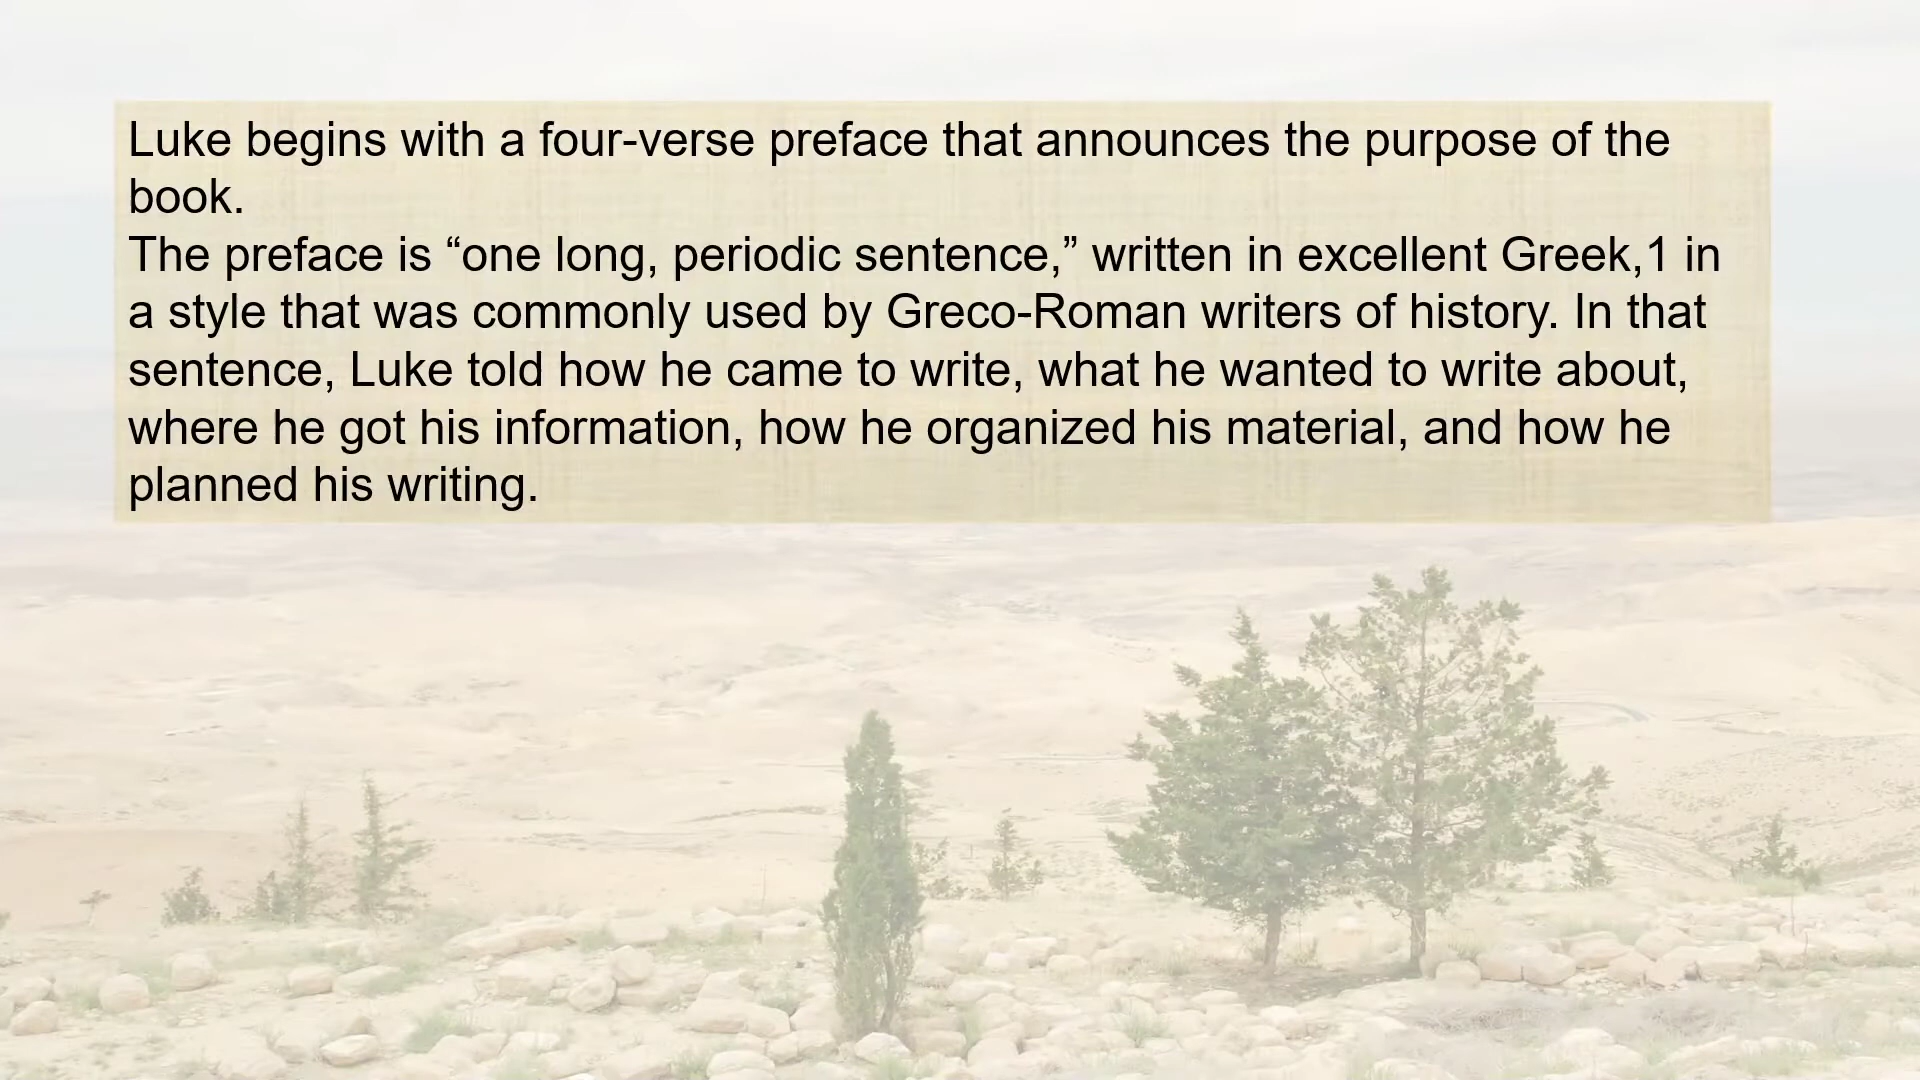 Luke begins with a four-verse preface that announces the purpose of the
book.
The preface is “one long, periodic sentence,” written in excellent Greek,1 in
a style that was commonly used by Greco-Roman writers of history. In that
sentence, Luke told how he came to write, what he wanted to write about,
where he got his information, how he organized his material, and how he
planned his writing.